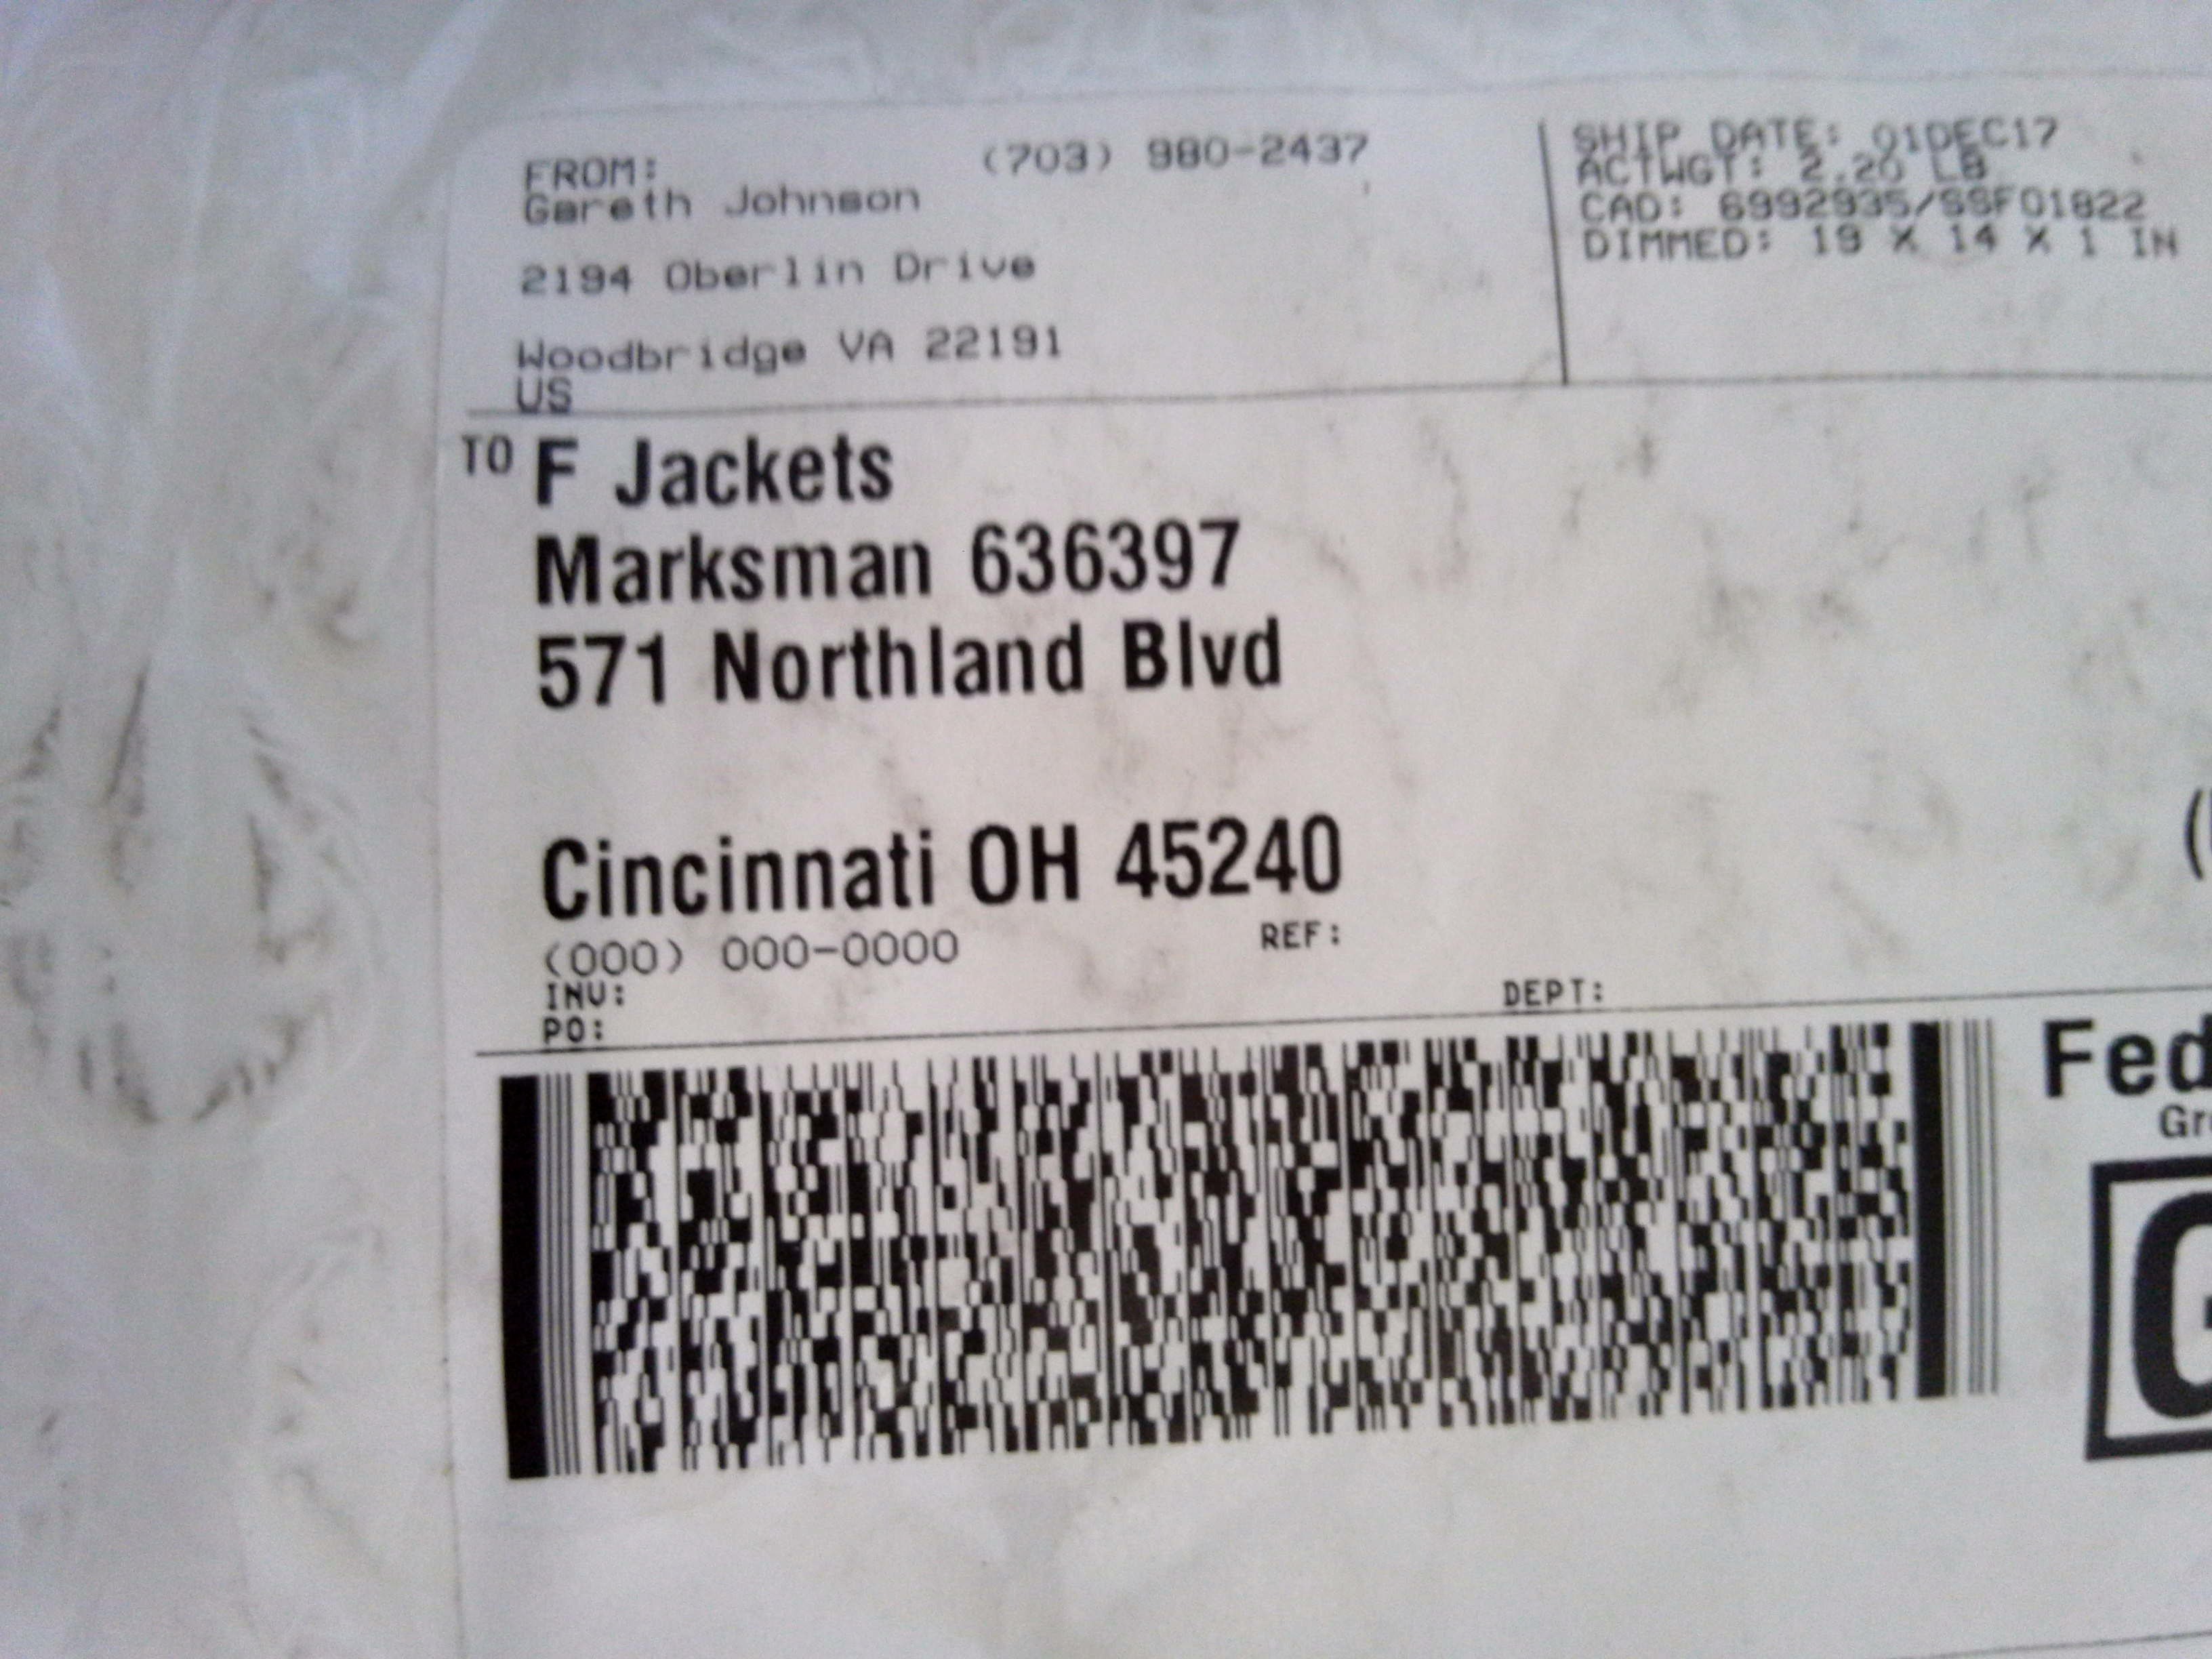 FROM: (703) 980-2437
Gareth Johnson
2194 Oberlin Drive
Woodbridge VA 22191
US
SHIP DATE: 01DEC17
ACTWGT: 2.20 LB
CAD: 6992935/SSFO1822
DIMMED: 19 X 14 X 1 IN
TO F Jackets
Marksman 636397
571 Northland Blvd
Cincinnati OH 45240
(000) 000-0000 REF:
INV:
PO: DEPT:
Fed
Gr
G